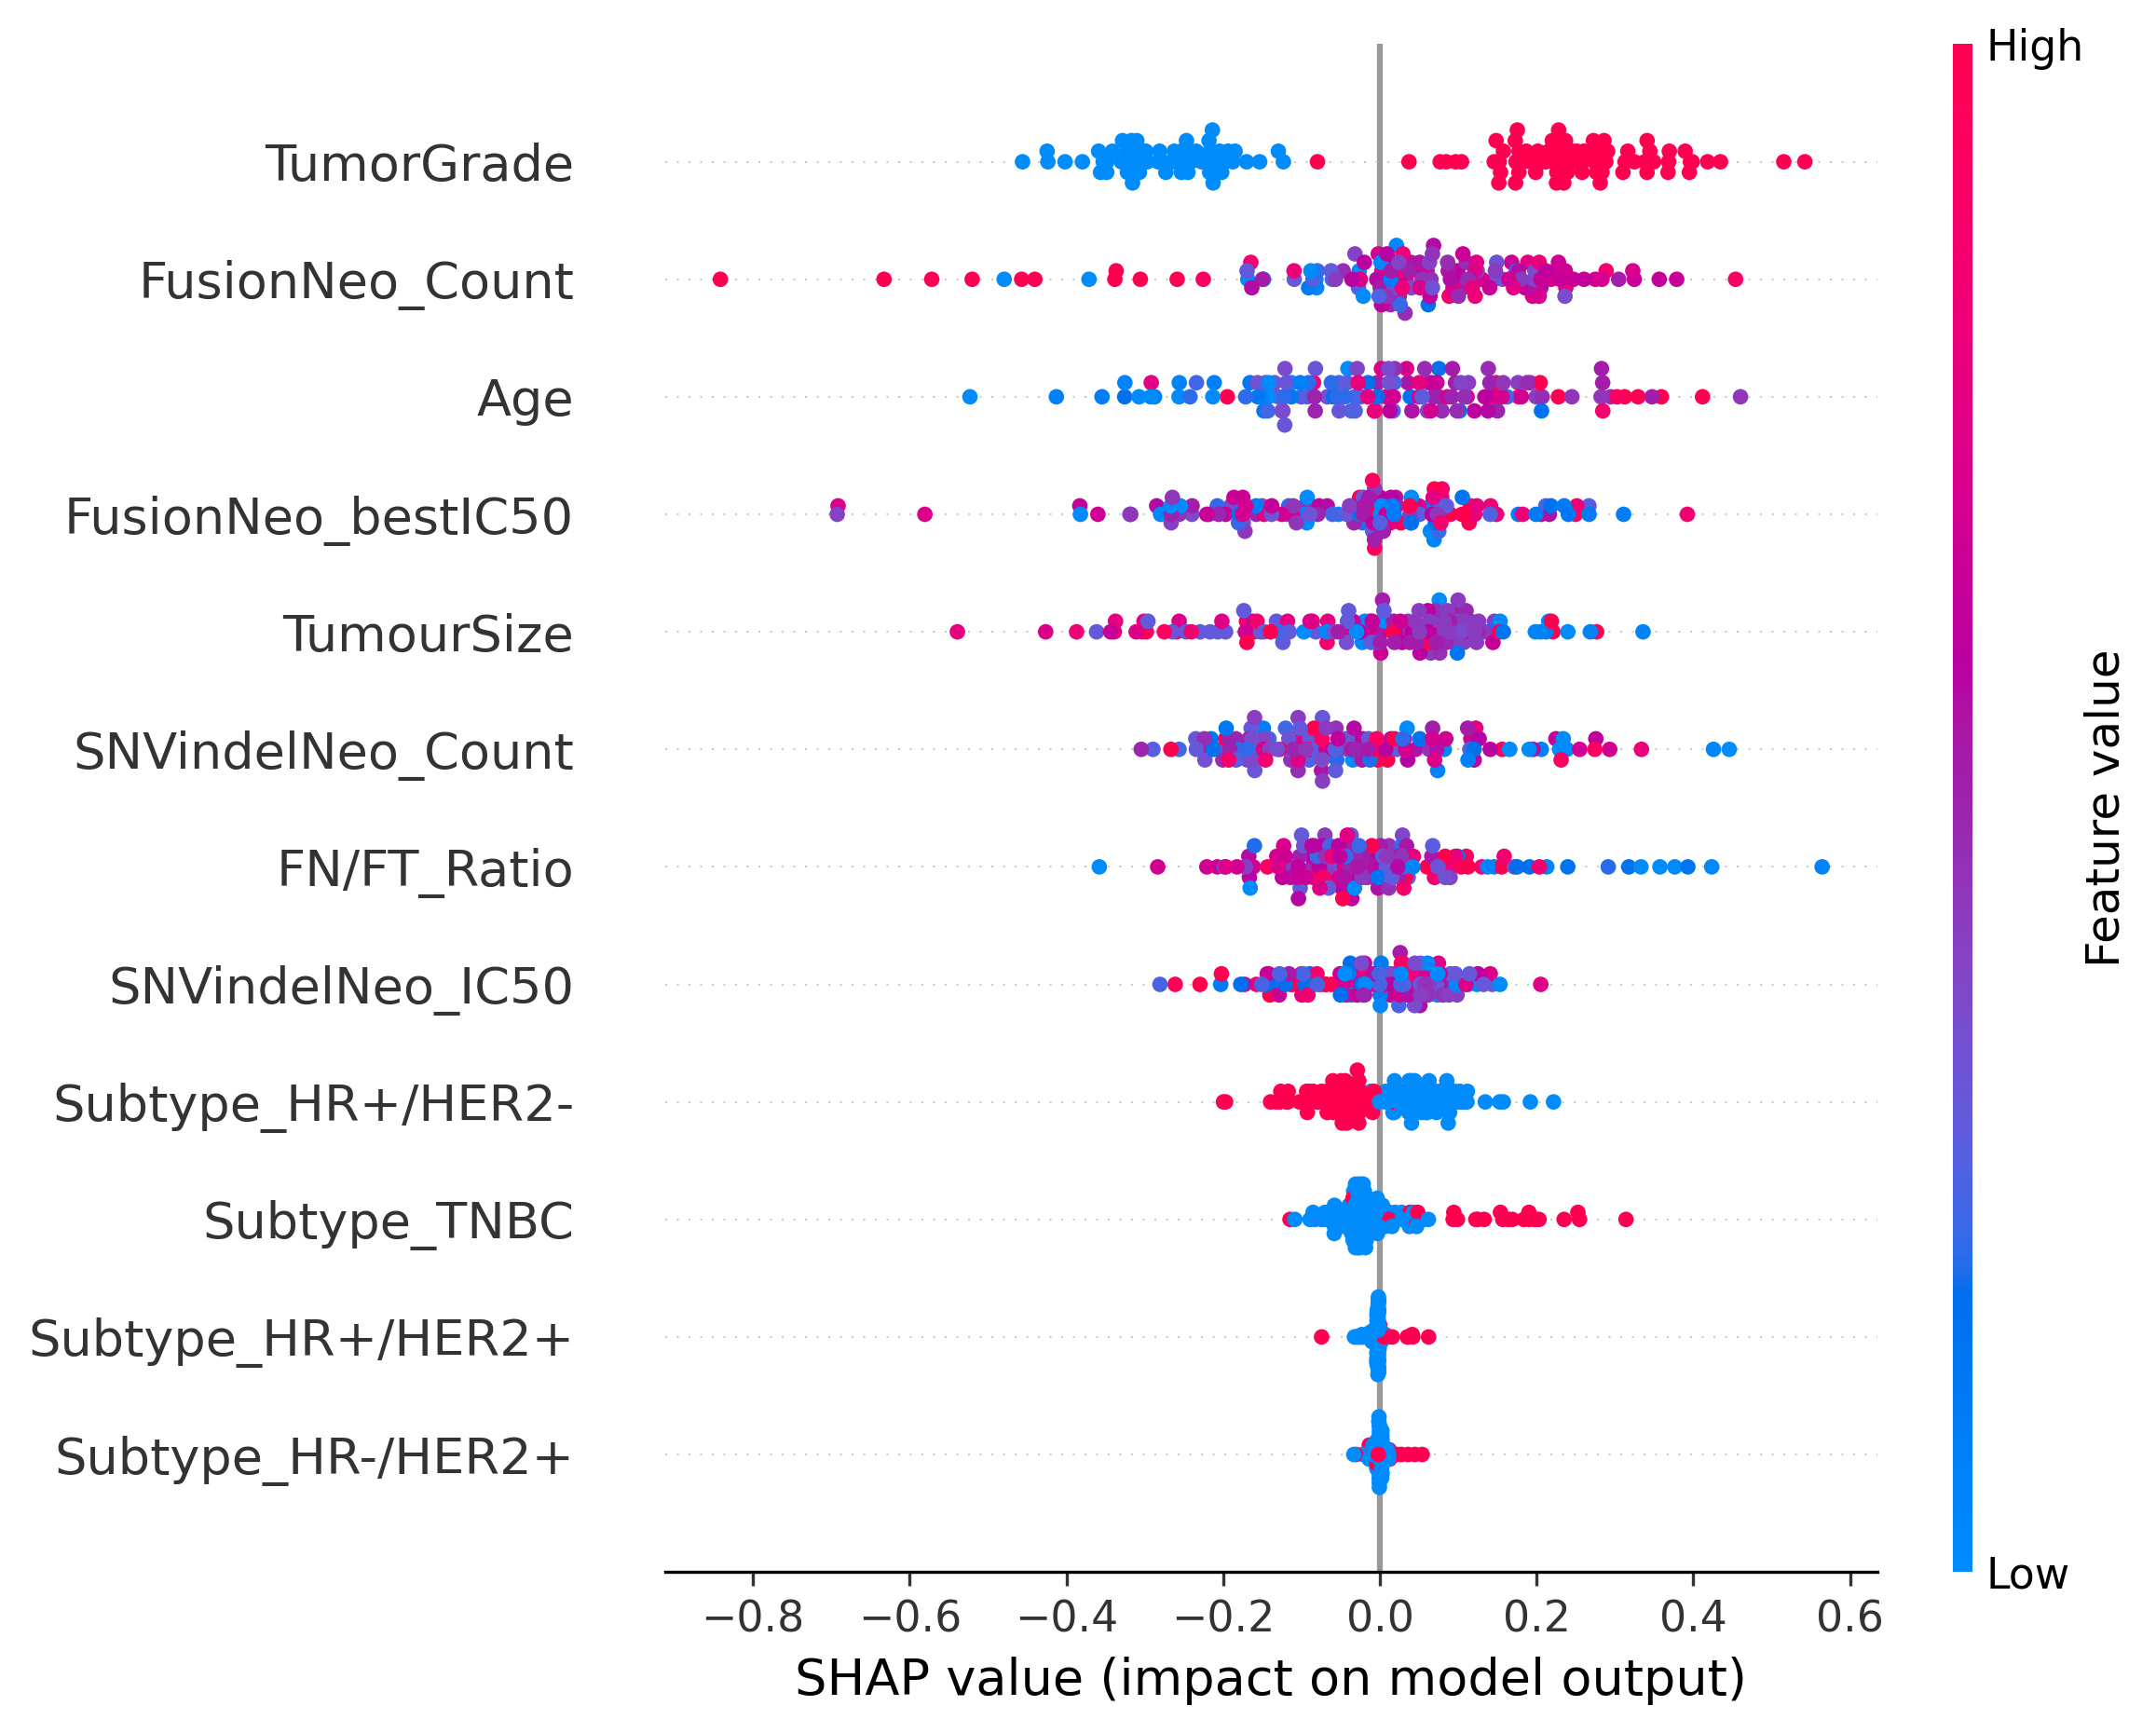 High
TumorGrade
FusionNeo_Count
Age
FusionNeo_bestIC50
TumourSize
SNVindelNeo_Count
FN/FT_Ratio
SNVindelNeo_IC50
Subtype_HR+/HER2-
Subtype_TNBC
Subtype_HR+/HER2+
Subtype_HR-/HER2+
Feature value
Low
−0.8 −0.6 −0.4 −0.2 0.0 0.2 0.4 0.6
SHAP value (impact on model output)